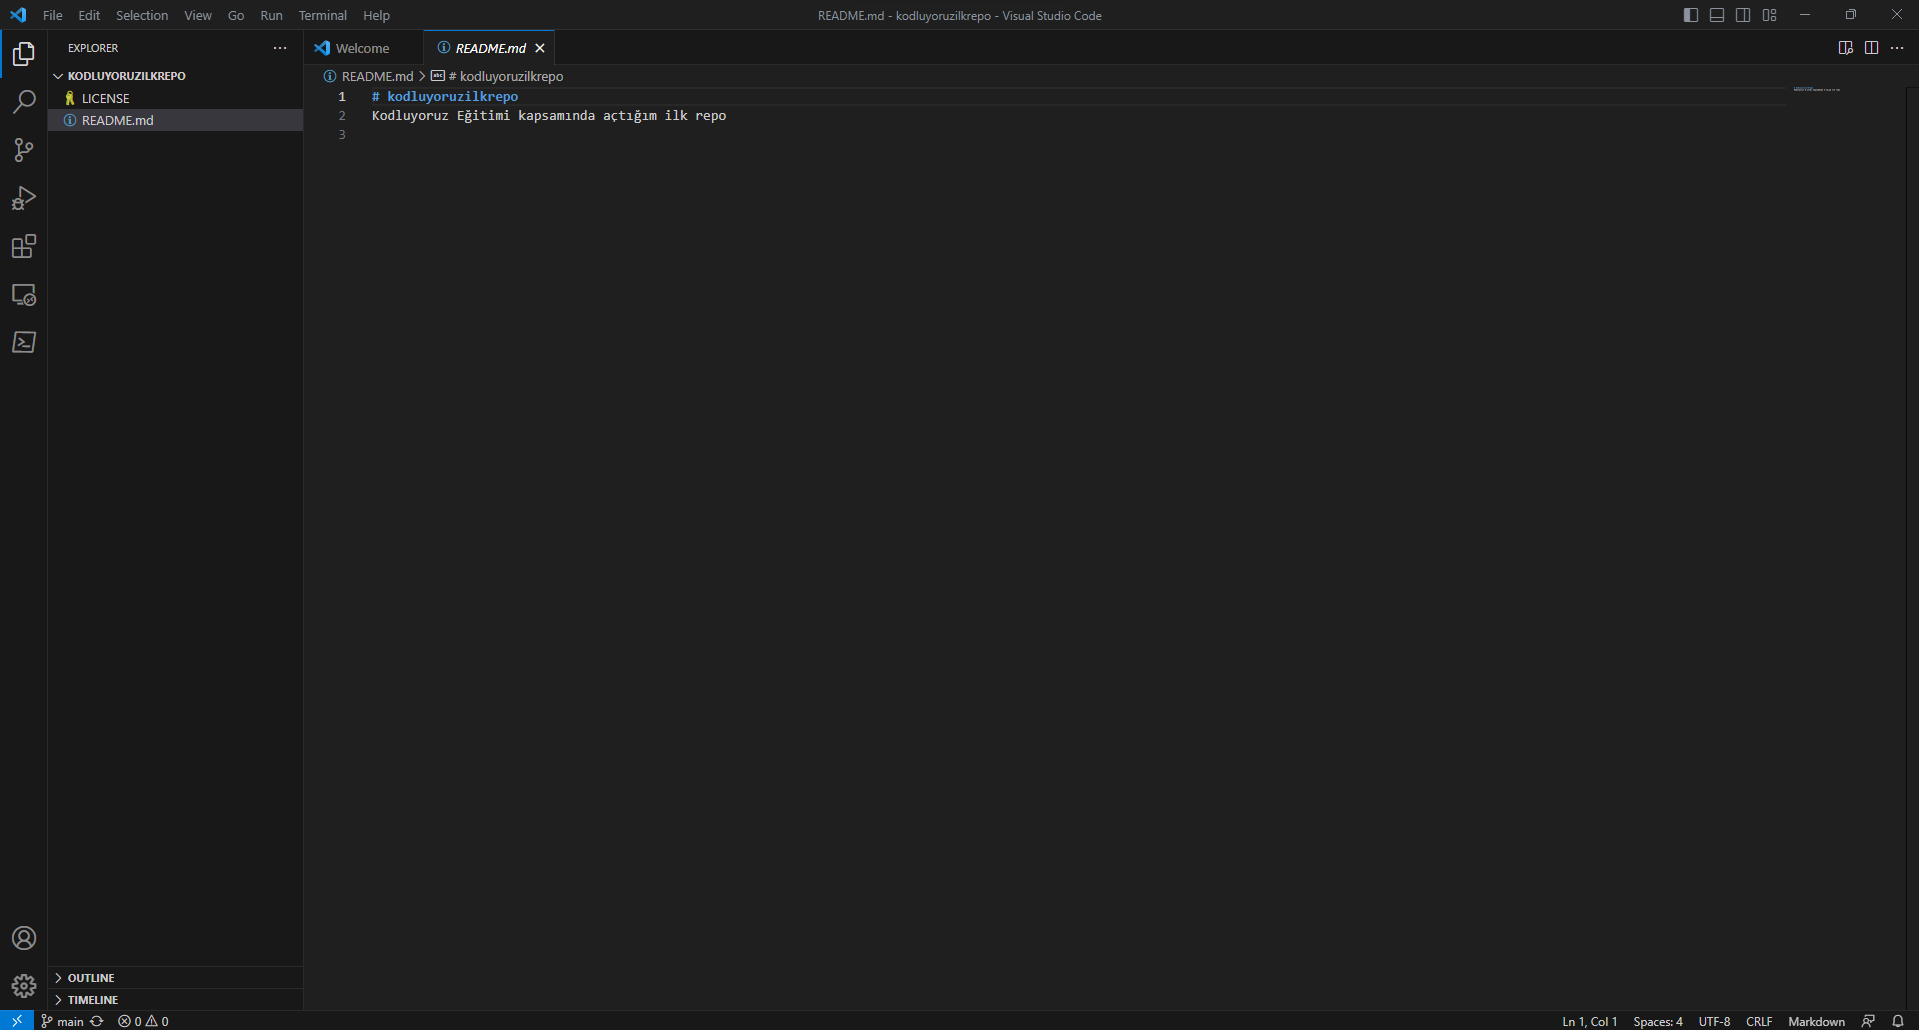 File Edit Selection View Go Run Terminal Help
README.md - kodluyoruzilkrepo - Visual Studio Code
EXPLORER
KODLUYORUZILKREPO
LICENSE
README.md
Welcome
README.md
README.md > # kodluyoruzilkrepo
1 # kodluyoruzilkrepo
2 Kodluyoruz Eğitimi kapsamında açtığım ilk repo
3
OUTLINE
TIMELINE
main 0 0
Ln 1, Col 1 Spaces: 4 UTF-8 CRLF Markdown